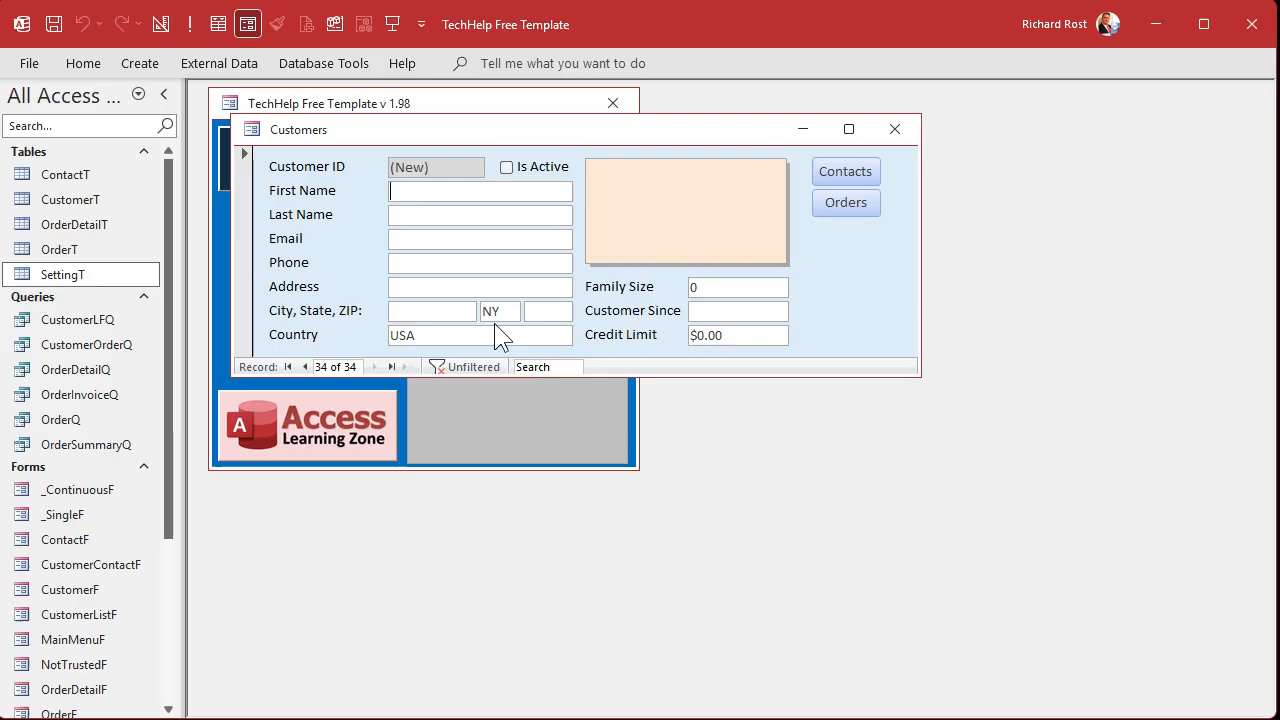 TechHelp Free Template
Richard Rost
File Home Create External Data Database Tools Help Tell me what you want to do
All Access ...
Search...
Tables
ContactT
CustomerT
OrderDetailT
OrderT
SettingT
Queries
CustomerLFQ
CustomerOrderQ
OrderDetailQ
OrderInvoiceQ
OrderQ
OrderSummaryQ
Forms
_ContinuousF
_SingleF
ContactF
CustomerContactF
CustomerF
CustomerListF
MainMenuF
NotTrustedF
OrderDetailF
OrderF
TechHelp Free Template v 1.98
Customers
Customer ID (New) Is Active
First Name
Last Name
Email
Phone
Address
City, State, ZIP: NY
Country USA
Family Size 0
Customer Since
Credit Limit $0.00
Contacts
Orders
Record: 34 of 34 Unfiltered Search
A Access
Learning Zone